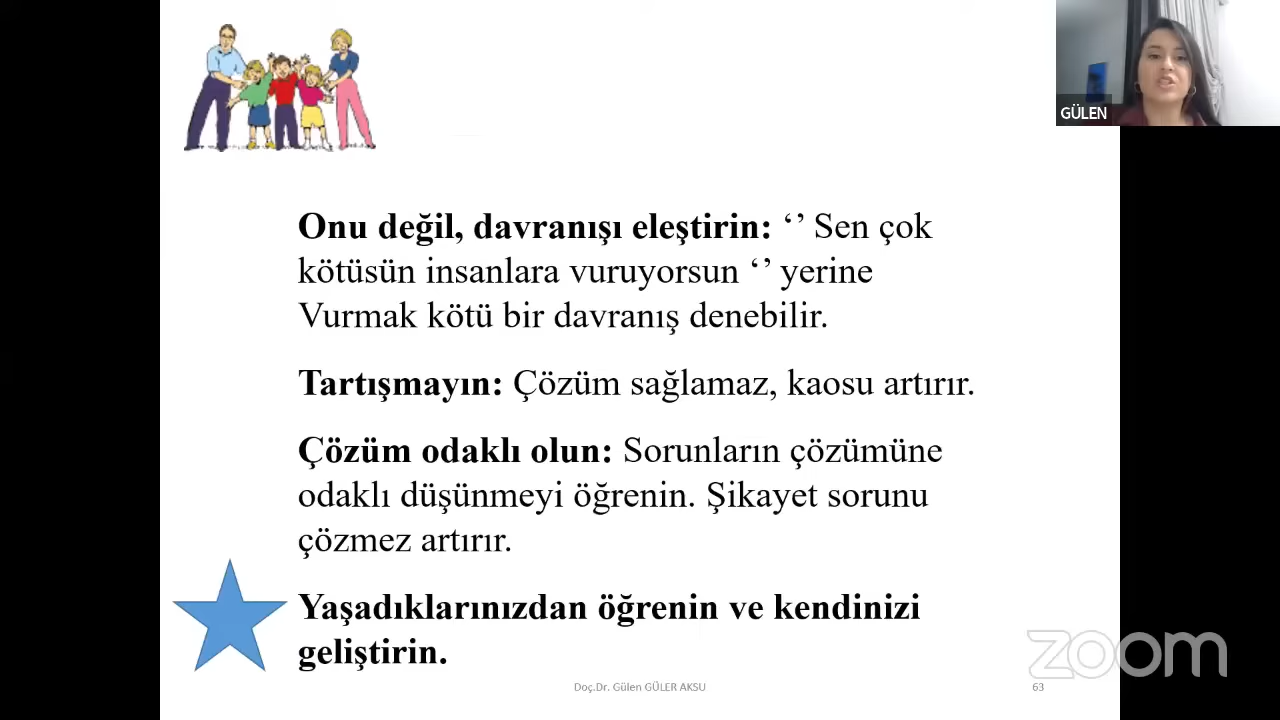 GÜLEN
Onu değil, davranışı eleştirin: ‘’ Sen çok
kötüsün insanlara vuruyorsun ‘’ yerine
Vurmak kötü bir davranış denebilir.
Tartışmayın: Çözüm sağlamaz, kaosu artırır.
Çözüm odaklı olun: Sorunların çözümüne
odaklı düşünmeyi öğrenin. Şikayet sorunu
çözmez artırır.
Yaşadıklarınızdan öğrenin ve kendinizi
geliştirin.
zoom
Doç.Dr. Gülen GÜLER AKSU
63